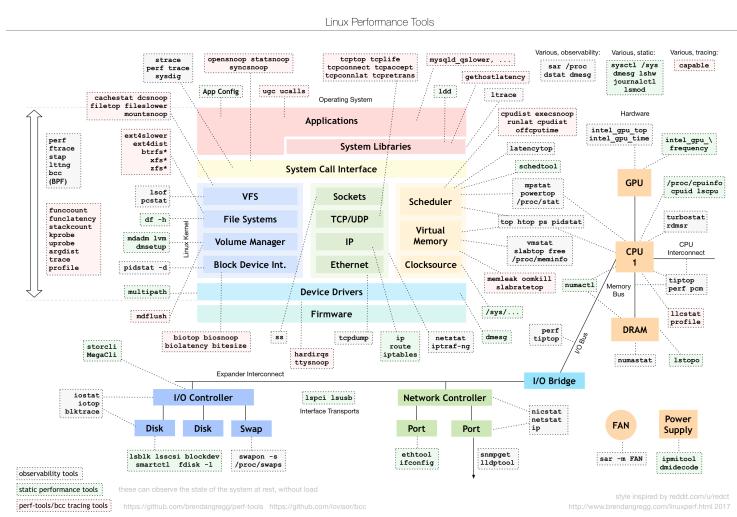 Linux Performance Tools
strace
perf trace
sysdig
opensnoop statsnoop
syncsnoop
tcptop tcplife
tcpconnect tcpaccept
tcpconnlat tcpretrans
mysqld_qslower, ...
gethostlatency
Various, observability:
sar /proc
dstat dmesg
Various, static:
sysctl /sys
dmesg lshw
journalctl
lsmod
Various, tracing:
capable
cachestat dcsnoop
filetop fileslower
mountsnoop
App Config
ugc ucalls
ldd
ltrace
Operating System
Hardware
Applications
System Libraries
System Call Interface
cpudist execsnoop
runlat cpudist
offcputime
intel_gpu_top
intel_gpu_time
intel_gpu_\
frequency
GPU
perf
ftrace
stap
lttng
bcc
(BPF)
ext4slower
ext4dist
btrfs*
xfs*
zfs*
latencytop
schedtool
mpstat
powertop
/proc/stat
/proc/cpuinfo
cpuid lscpu
lsof
pcstat
df -h
mdadm lvm
dmsetup
pidstat -d
Linux Kernel
VFS
File Systems
Volume Manager
Block Device Int.
Sockets
TCP/UDP
IP
Ethernet
Scheduler
Virtual
Memory
Clocksource
top htop ps pidstat
vmstat
slabtop free
/proc/meminfo
turbostat
rdmsr
CPU
1
CPU
Interconnect
funccount
funclatency
stackcount
kprobe
uprobe
argdist
trace
profile
memleak oomkill
slabratetop
numactl
Memory
Bus
tiptop
perf pcm
multipath
mdflush
Device Drivers
Firmware
/sys/...
llcstat
profile
DRAM
biotop biosnoop
biolatency bitesize
ss
hardirqs
ttysnoop
tcpdump
ip
route
iptables
netstat
iptraf-ng
dmesg
perf
tiptop
I/O Bus
numastat
lstopo
storcli
MegaCli
Expander Interconnect
I/O Bridge
iostat
iotop
blktrace
I/O Controller
lspci lsusb
Interface Transports
Network Controller
nicstat
netstat
ip
Disk
Disk
Swap
Port
Port
FAN
Power
Supply
lsblk lsscsi blockdev
smartctl fdisk -l
swapon -s
/proc/swaps
ethtool
ifconfig
snmpget
lldptool
sar -m FAN
ipmitool
dmidecode
observability tools
static performance tools
these can observe the state of the system at rest, without load
perf-tools/bcc tracing tools
https://github.com/brendangregg/perf-tools https://github.com/iovisor/bcc
style inspired by reddit.com/u/redct
http://www.brendangregg.com/linuxperf.html 2017